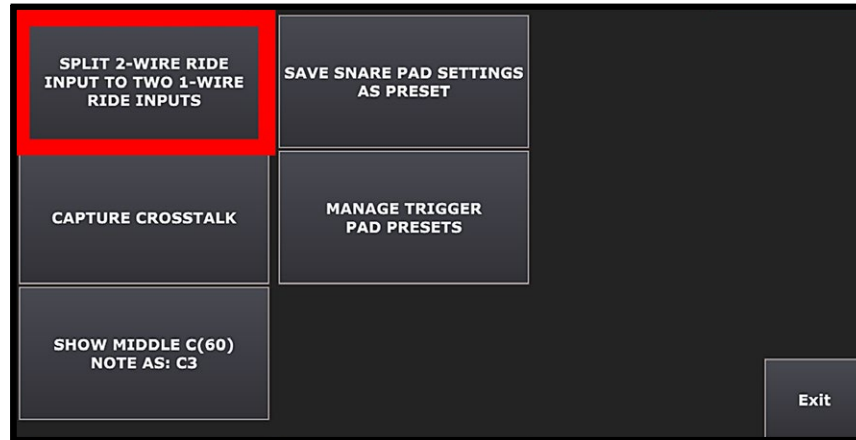 SPLIT 2-WIRE RIDE
INPUT TO TWO 1-WIRE
RIDE INPUTS
SAVE SNARE PAD SETTINGS
AS PRESET
CAPTURE CROSSTALK
MANAGE TRIGGER
PAD PRESETS
SHOW MIDDLE C(60)
NOTE AS: C3
Exit